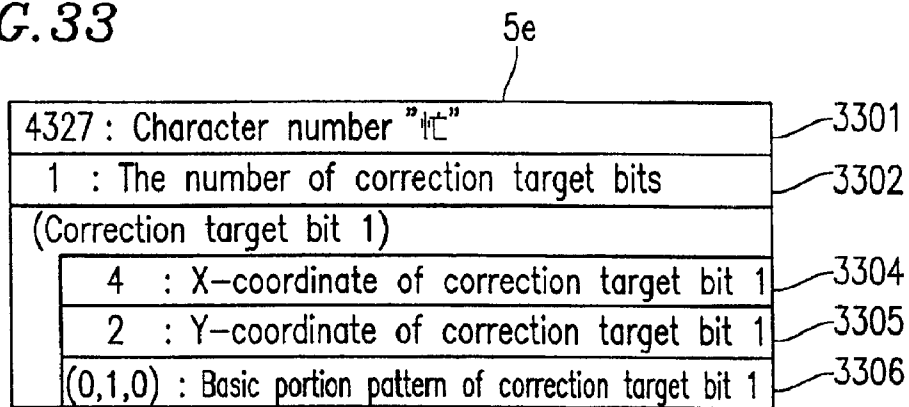 G.33
5e
4327 : Character number "忙" 3301
1 : The number of correction target bits 3302
(Correction target bit 1)
4 : X-coordinate of correction target bit 1 3304
2 : Y-coordinate of correction target bit 1 3305
(0,1,0) : Basic portion pattern of correction target bit 1 3306